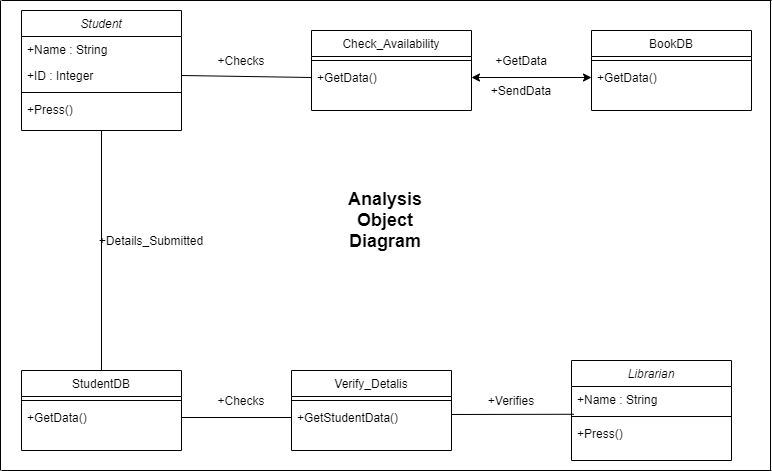 Student
+Name : String
+ID : Integer
+Press()
+Checks
Check_Availability
+GetData()
+GetData
+SendData
BookDB
+GetData()
Analysis
Object
Diagram
+Details_Submitted
StudentDB
+GetData()
+Checks
Verify_Detalis
+GetStudentData()
+Verifies
Librarian
+Name : String
+Press()